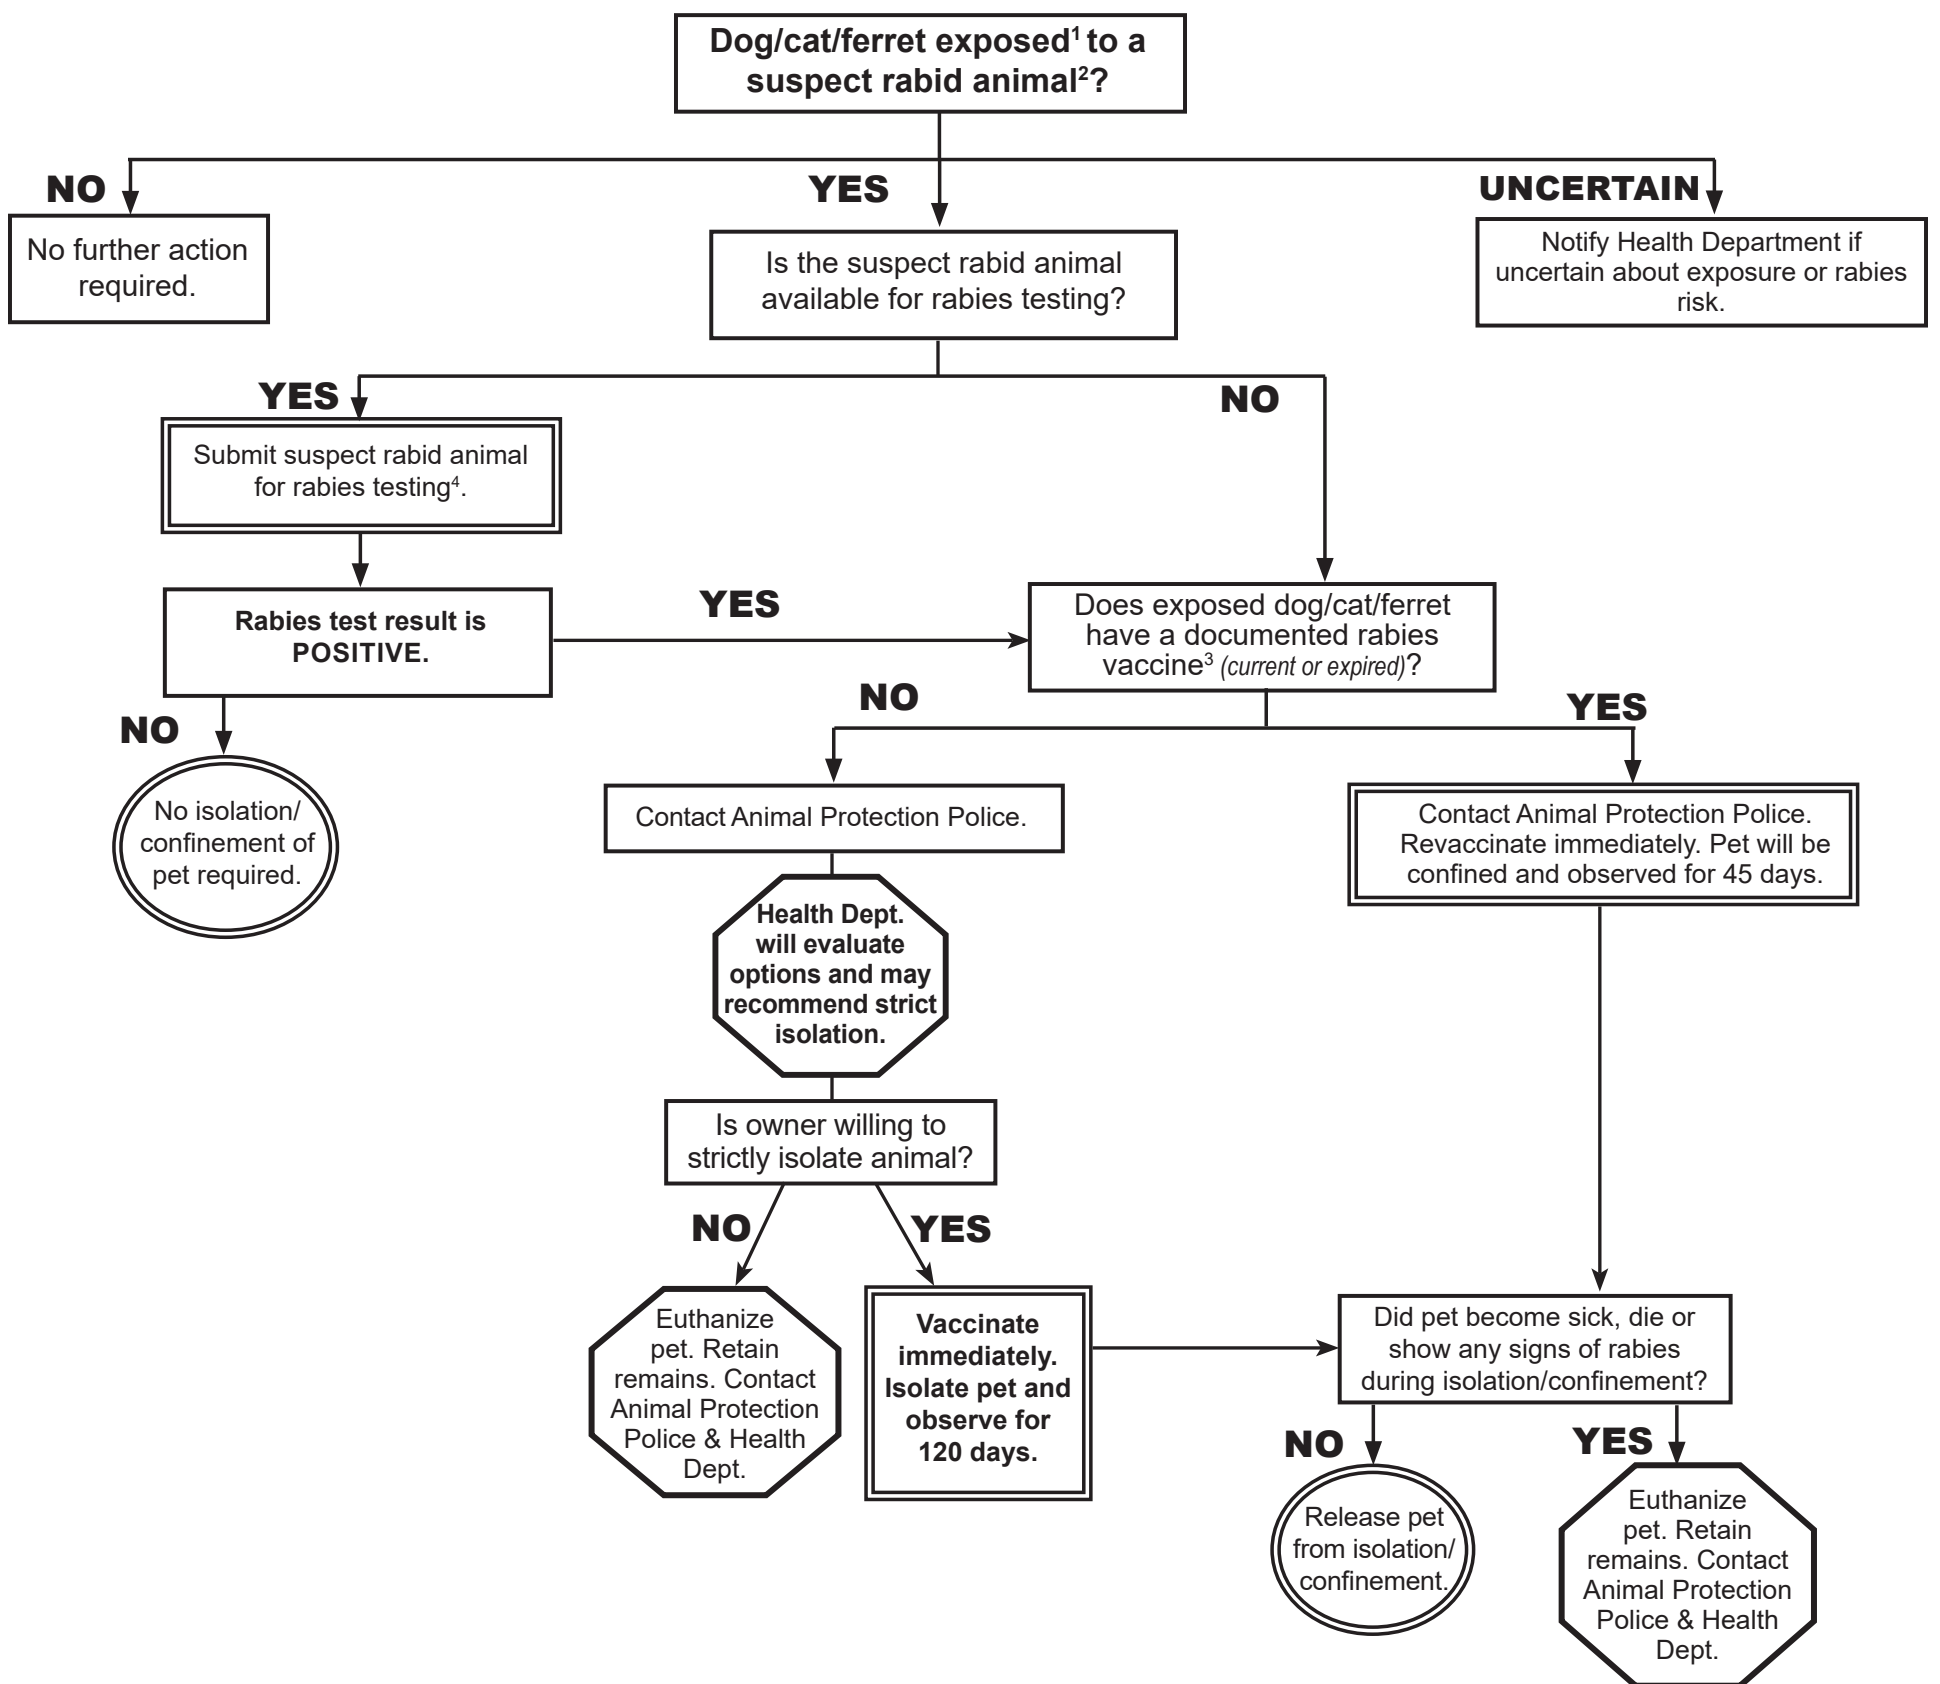 Dog/cat/ferret exposed¹ to a
suspect rabid animal²?
NO
YES
UNCERTAIN
No further action
required.
Is the suspect rabid animal
available for rabies testing?
Notify Health Department if
uncertain about exposure or rabies
risk.
YES
NO
Submit suspect rabid animal
for rabies testing⁴.
Rabies test result is
POSITIVE.
YES
Does exposed dog/cat/ferret
have a documented rabies
vaccine³ (current or expired)?
NO
NO
YES
No isolation/
confinement of
pet required.
Contact Animal Protection Police.
Contact Animal Protection Police.
Revaccinate immediately. Pet will be
confined and observed for 45 days.
Health Dept.
will evaluate
options and may
recommend strict
isolation.
Is owner willing to
strictly isolate animal?
NO
YES
Euthanize
pet. Retain
remains. Contact
Animal Protection
Police & Health
Dept.
Vaccinate
immediately.
Isolate pet and
observe for
120 days.
Did pet become sick, die or
show any signs of rabies
during isolation/confinement?
NO
YES
Release pet
from isolation/
confinement.
Euthanize
pet. Retain
remains. Contact
Animal Protection
Police & Health
Dept.